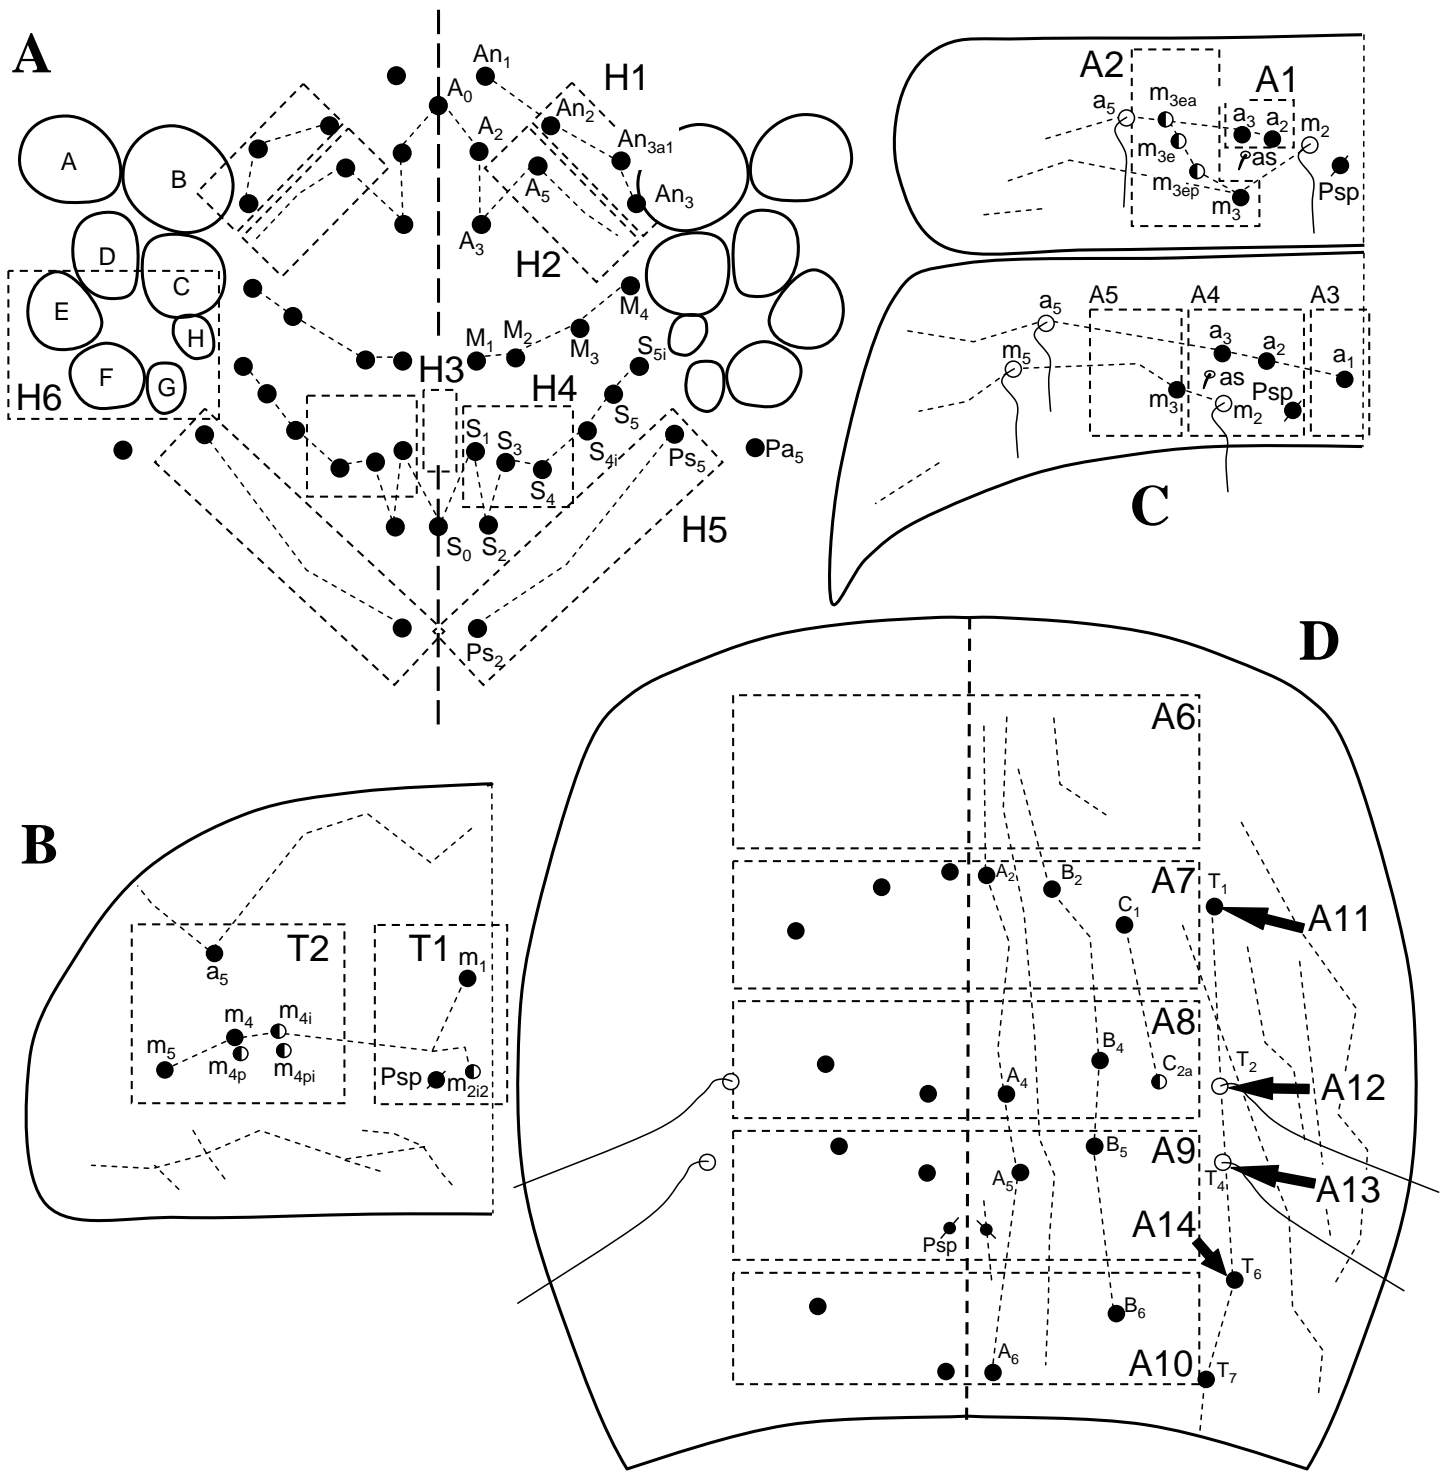 A
An1
H1
A0
An2
A2
An3a1
A
B
A5
An3
A3
D
H2
C
E
M4
H
M1
M2
M3
S5i
H3
F
G
H4
H6
S5
S1
S3
S4i
Ps5
Pa5
S4
H5
S0
S2
Ps2
A2
A1
a5
m3ea
a3
a2
m2
m3e
as
m3ep
Psp
m3
A5
A4
A3
a5
a3
a2
a1
m5
as
Psp
m3
m2
C
D
A6
B
T2
T1
a5
m1
m4
m4i
m5
m4p
m4pi
Psp
m2i2
A7
A2
B2
T1
C1
A11
A8
B4
T2
A4
C2a
A12
A9
B5
A5
T4
A13
A14
Psp
T6
B6
A6
A10
T7